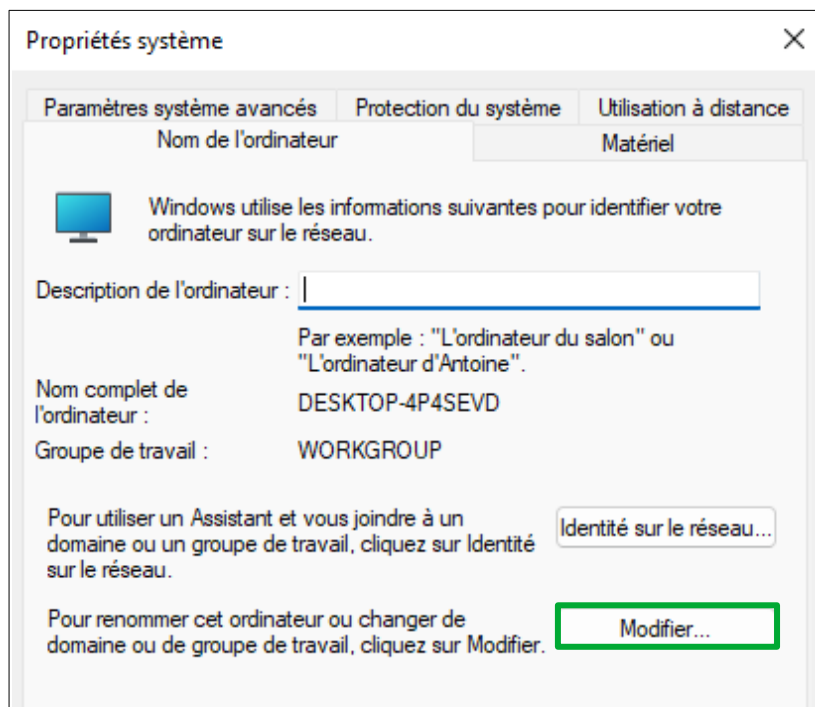 Propriétés système
Paramètres système avancés Protection du système Utilisation à distance
Nom de l'ordinateur Matériel
Windows utilise les informations suivantes pour identifier votre
ordinateur sur le réseau.
Description de l'ordinateur :
Par exemple : "L'ordinateur du salon" ou
"L'ordinateur d'Antoine".
Nom complet de
l'ordinateur :
DESKTOP-4P4SEVD
Groupe de travail : WORKGROUP
Pour utiliser un Assistant et vous joindre à un
domaine ou un groupe de travail, cliquez sur Identité
sur le réseau.
Identité sur le réseau...
Pour renommer cet ordinateur ou changer de
domaine ou de groupe de travail, cliquez sur Modifier.
Modifier...